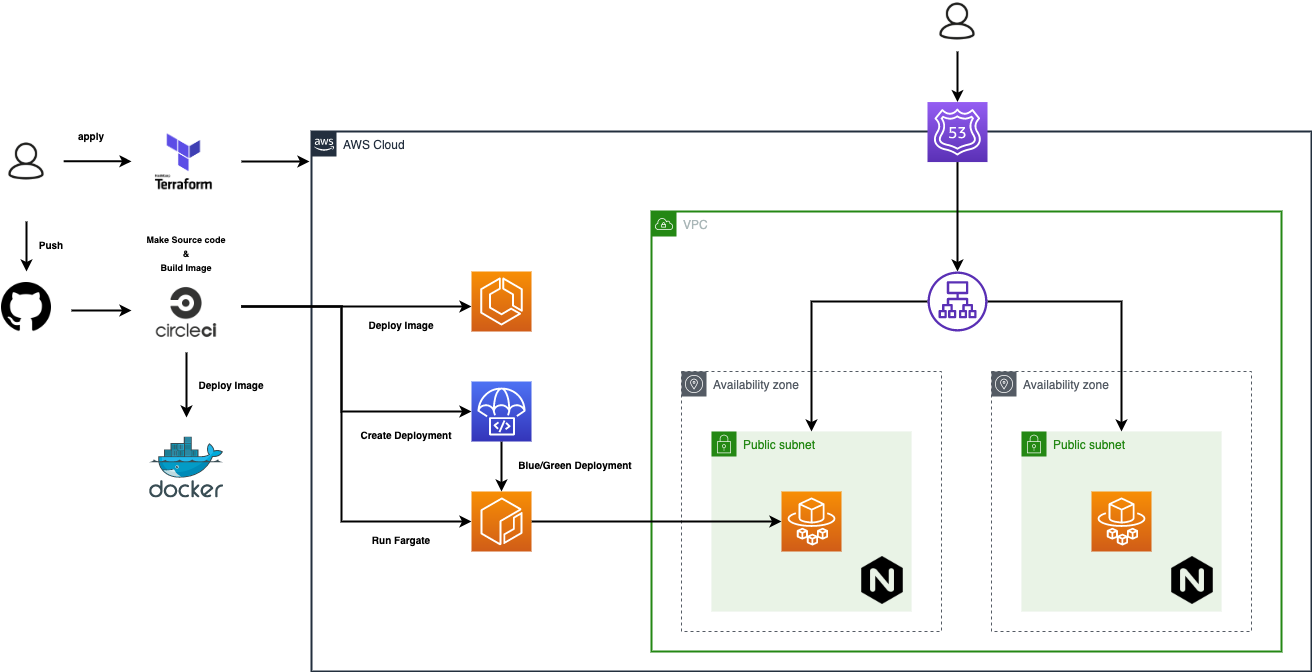 53
apply
aws
AWS Cloud
HashiCorp
Terraform
VPC
Push
Make Source code
&
Build Image
circleci
Deploy Image
Deploy Image
Availability zone
Availability zone
</>
Create Deployment
Public subnet
Public subnet
Blue/Green Deployment
docker
Run Fargate
N
N